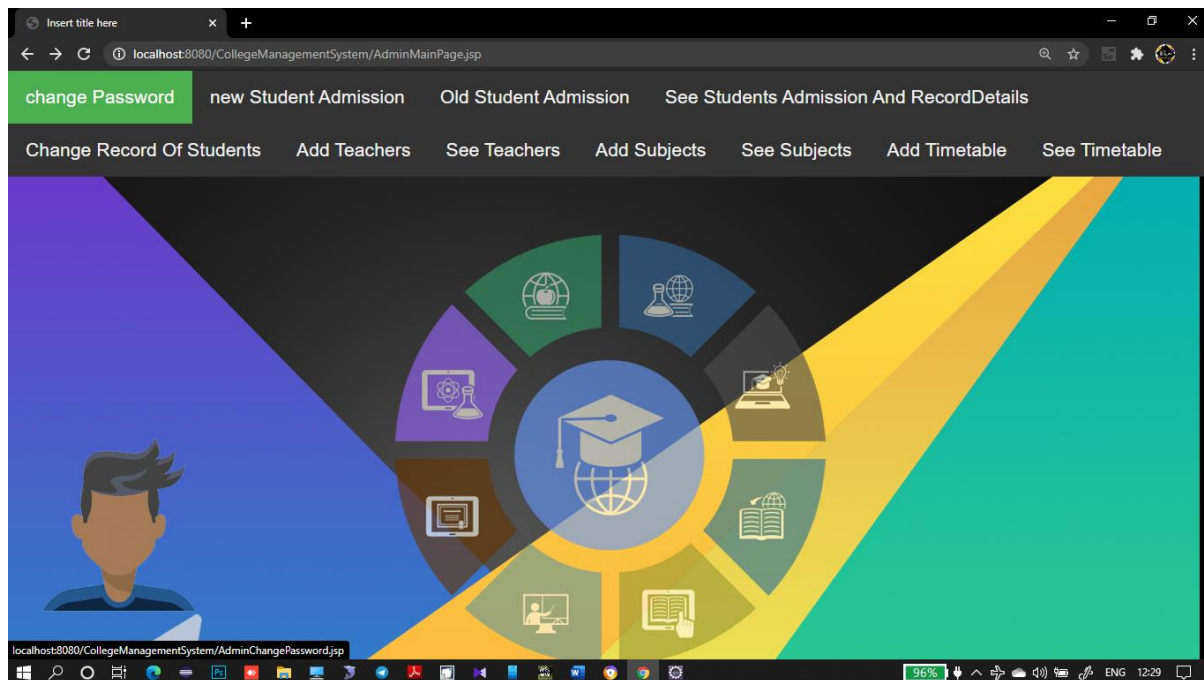 Insert title here
localhost:8080/CollegeManagementSystem/AdminMainPage.jsp
change Password new Student Admission Old Student Admission See Students Admission And RecordDetails
Change Record Of Students Add Teachers See Teachers Add Subjects See Subjects Add Timetable See Timetable
localhost:8080/CollegeManagementSystem/AdminChangePassword.jsp
96% ENG 12:29